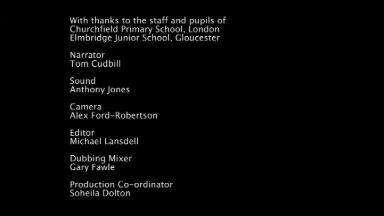 With thanks to the staff and pupils of
Churchfield Primary School, London
Elmbridge Junior School, Gloucester
Narrator
Tom Cudbill
Sound
Anthony Jones
Camera
Alex Ford-Robertson
Editor
Michael Lansdell
Dubbing Mixer
Gary Fawle
Production Co-ordinator
Soheila Dolton